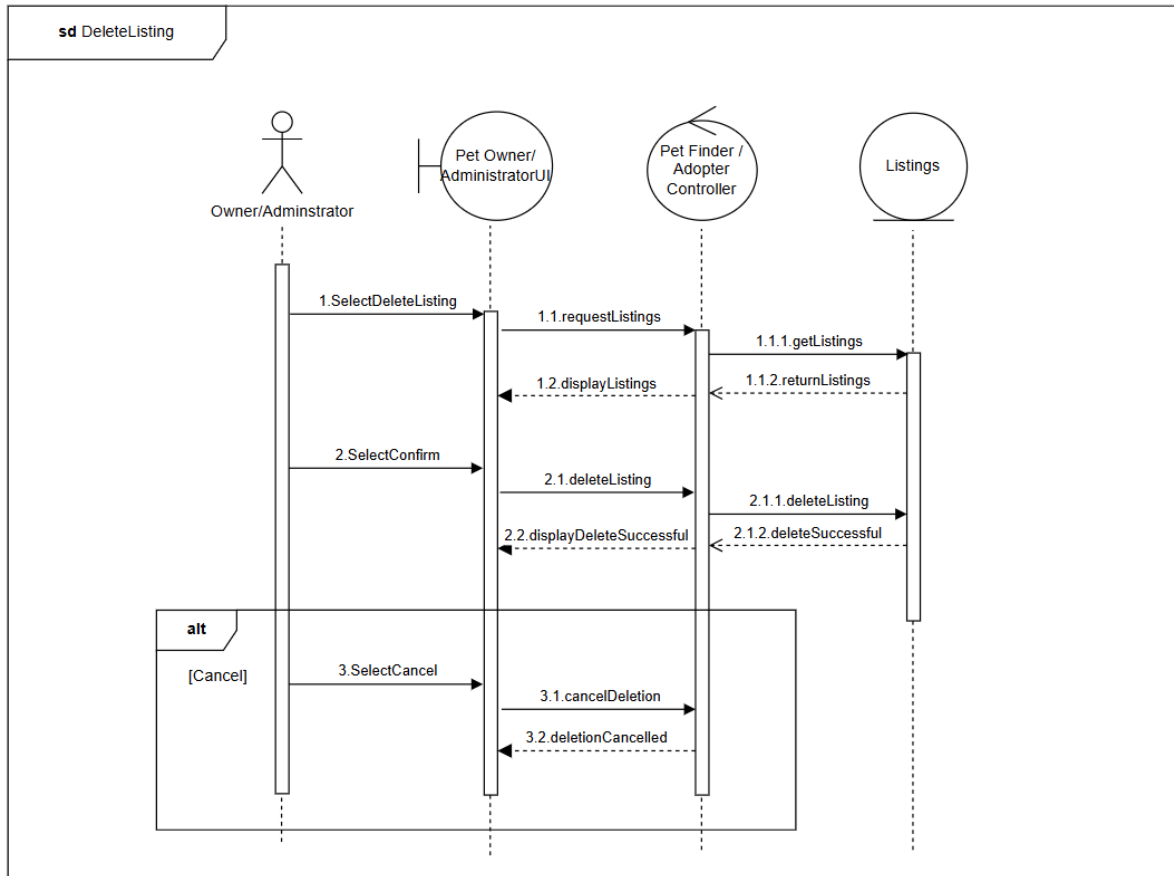 sd DeleteListing
Pet Owner/
AdministratorUI
Pet Finder /
Adopter
Controller
Listings
Owner/Adminstrator
1.SelectDeleteListing
1.1.requestListings
1.1.1.getListings
1.1.2.returnListings
1.2.displayListings
2.SelectConfirm
2.1.deleteListing
2.1.1.deleteListing
2.1.2.deleteSuccessful
2.2.displayDeleteSuccessful
alt
[Cancel]
3.SelectCancel
3.1.cancelDeletion
3.2.deletionCancelled